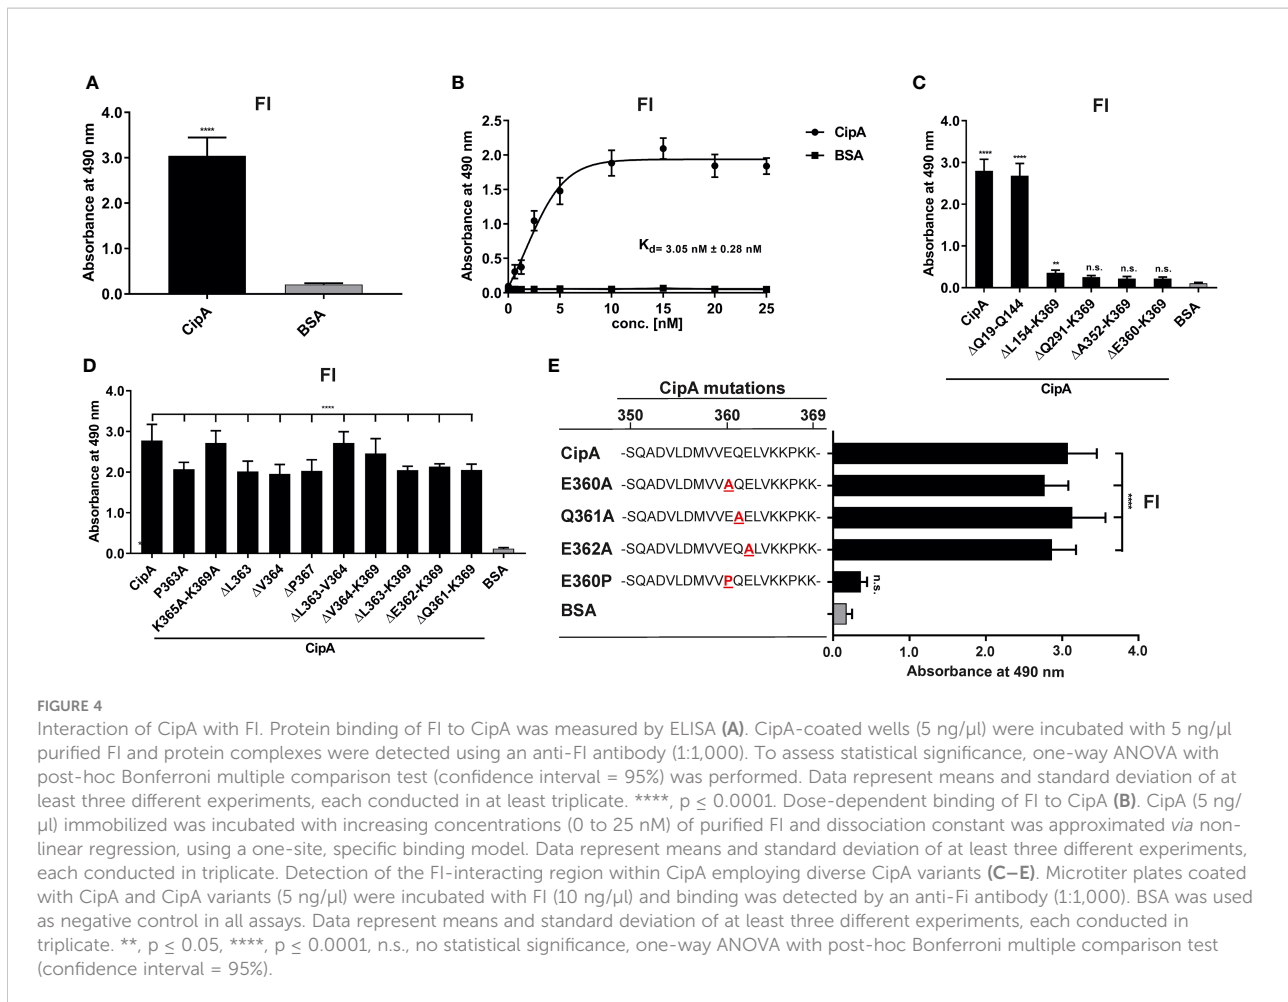 A
FI
Absorbance at 490 nm
4.0
3.0
2.0
1.0
0.0
****
CipA
BSA
B
FI
Absorbance at 490 nm
2.5
2.0
1.5
1.0
0.5
0.0
CipA
BSA
Kd= 3.05 nM ± 0.28 nM
0 5 10 15 20 25
conc. [nM]
C
FI
Absorbance at 490 nm
4.0
3.0
2.0
1.0
0.0
**** **** ** n.s. n.s. n.s.
CipA
ΔQ19-Q144
ΔL154-K369
ΔQ291-K369
ΔA352-K369
ΔE360-K369
BSA
CipA
D
FI
Absorbance at 490 nm
4.0
3.0
2.0
1.0
0.0
****
*
CipA
P363A
K365A-K369A
ΔL363
ΔV364
ΔP367
ΔL363-V364
ΔV364-K369
ΔL363-K369
ΔE362-K369
ΔQ361-K369
BSA
CipA
E
CipA mutations
350 360 369
CipA -SQADVLDMVVEQELVKKPKK-
E360A -SQADVLDMVVAQELVKKPKK-
Q361A -SQADVLDMVVEAELVKKPKK-
E362A -SQADVLDMVVEQALVKKPKK-
E360P -SQADVLDMVVPQELVKKPKK-
BSA
****
FI
n.s.
0.0 1.0 2.0 3.0 4.0
Absorbance at 490 nm
FIGURE 4
Interaction of CipA with FI. Protein binding of FI to CipA was measured by ELISA (A). CipA-coated wells (5 ng/µl) were incubated with 5 ng/µl
purified FI and protein complexes were detected using an anti-FI antibody (1:1,000). To assess statistical significance, one-way ANOVA with
post-hoc Bonferroni multiple comparison test (confidence interval = 95%) was performed. Data represent means and standard deviation of at
least three different experiments, each conducted in at least triplicate. ****, p ≤ 0.0001. Dose-dependent binding of FI to CipA (B). CipA (5 ng/
µl) immobilized was incubated with increasing concentrations (0 to 25 nM) of purified FI and dissociation constant was approximated via non-
linear regression, using a one-site, specific binding model. Data represent means and standard deviation of at least three different experiments,
each conducted in triplicate. Detection of the FI-interacting region within CipA employing diverse CipA variants (C–E). Microtiter plates coated
with CipA and CipA variants (5 ng/µl) were incubated with FI (10 ng/µl) and binding was detected by an anti-Fi antibody (1:1,000). BSA was used
as negative control in all assays. Data represent means and standard deviation of at least three different experiments, each conducted in
triplicate. **, p ≤ 0.05, ****, p ≤ 0.0001, n.s., no statistical significance, one-way ANOVA with post-hoc Bonferroni multiple comparison test
(confidence interval = 95%).